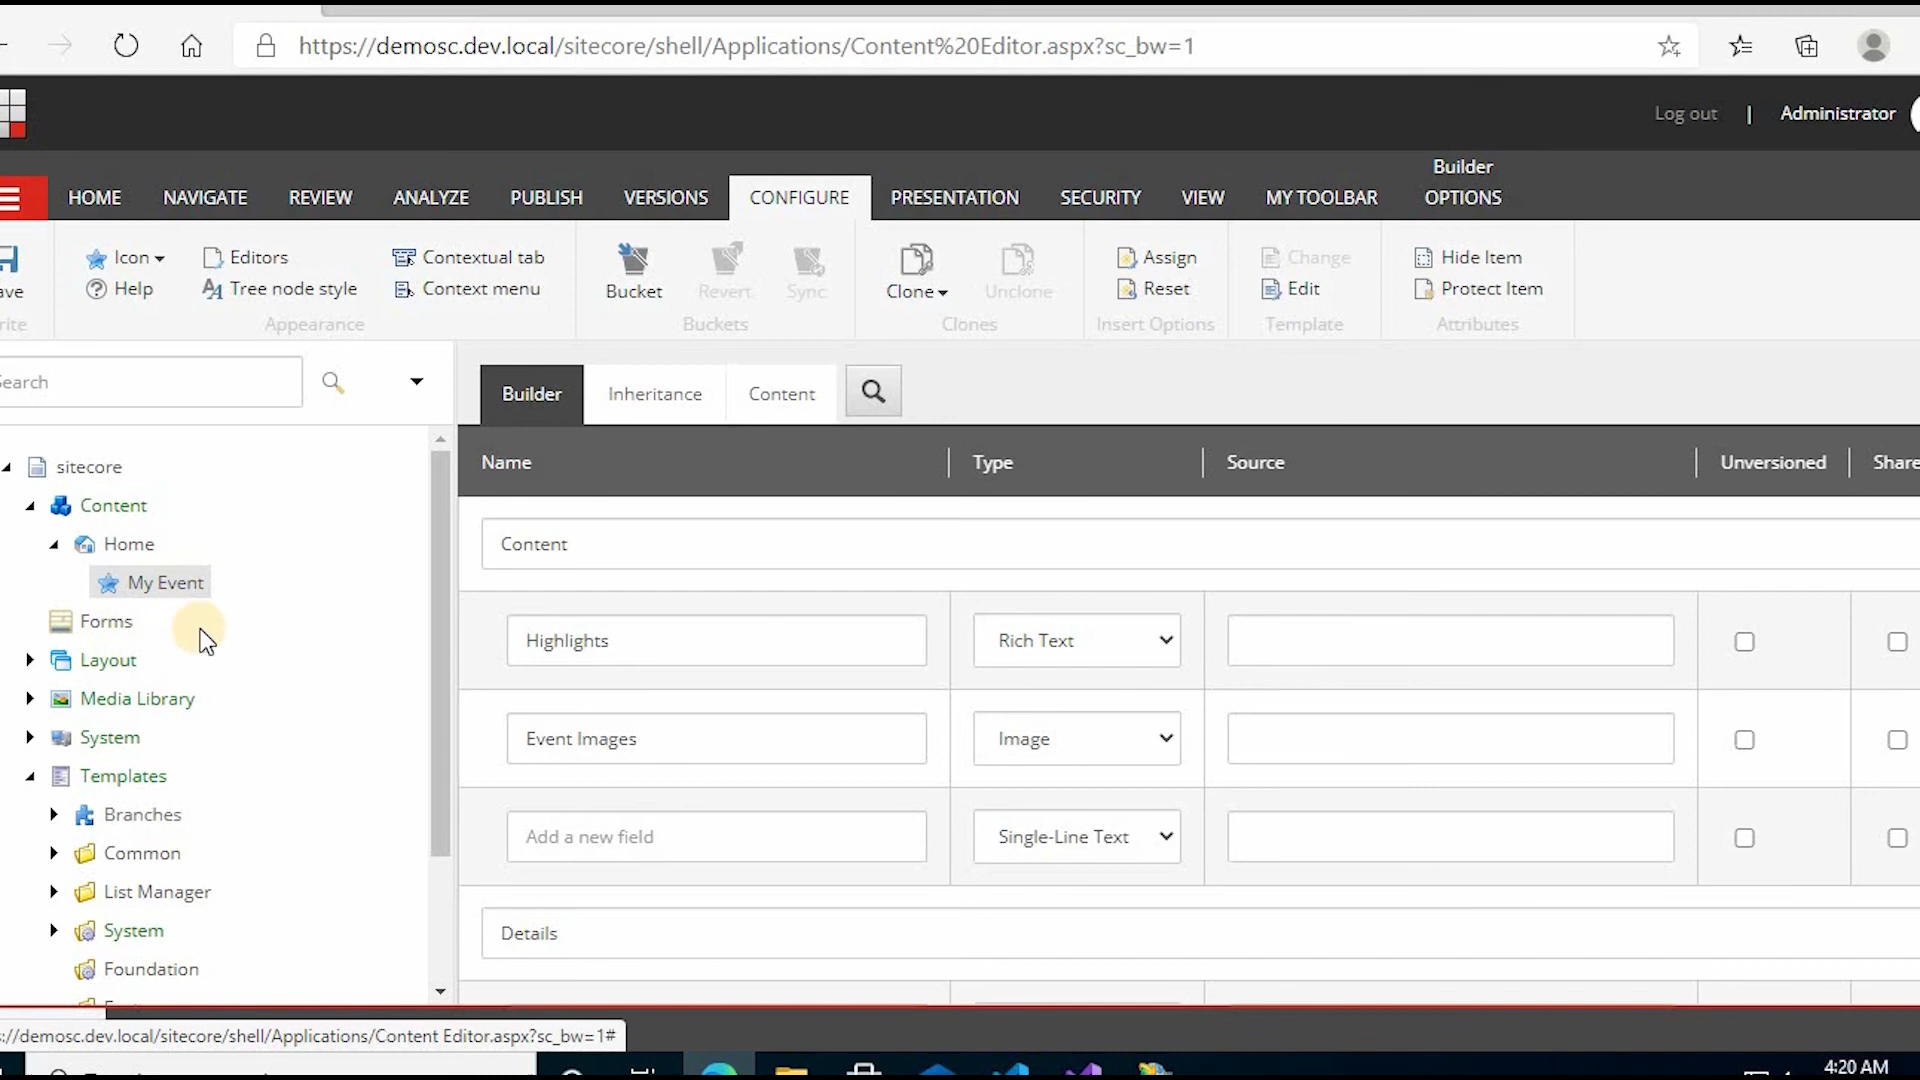 https://demosc.dev.local/sitecore/shell/Applications/Content%20Editor.aspx?sc_bw=1
Log out | Administrator
HOME NAVIGATE REVIEW ANALYZE PUBLISH VERSIONS CONFIGURE PRESENTATION SECURITY VIEW MY TOOLBAR Builder OPTIONS
ave
Icon Editors Contextual tab
Help Tree node style Context menu
Bucket Revert Sync
Clone Unclone
Assign Change Hide Item
Reset Edit Protect Item
rite Appearance Buckets Clones Insert Options Template Attributes
Search
Builder Inheritance Content
sitecore
Content
Home
My Event
Forms
Layout
Media Library
System
Templates
Branches
Common
List Manager
System
Foundation
Name Type Source Unversioned Share
Content
Highlights Rich Text
Event Images Image
Add a new field Single-Line Text
Details
://demosc.dev.local/sitecore/shell/Applications/Content Editor.aspx?sc_bw=1#
4:20 AM